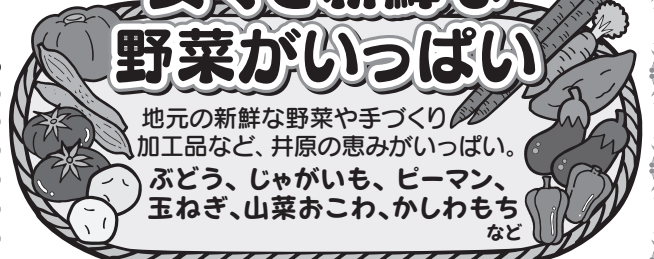 野菜がいっぱい
地元の新鮮な野菜や手づくり
加工品など、井原の恵みがいっぱい。
ぶどう、じゃがいも、ピーマン、
玉ねぎ、山菜おこわ、かしわもち
など